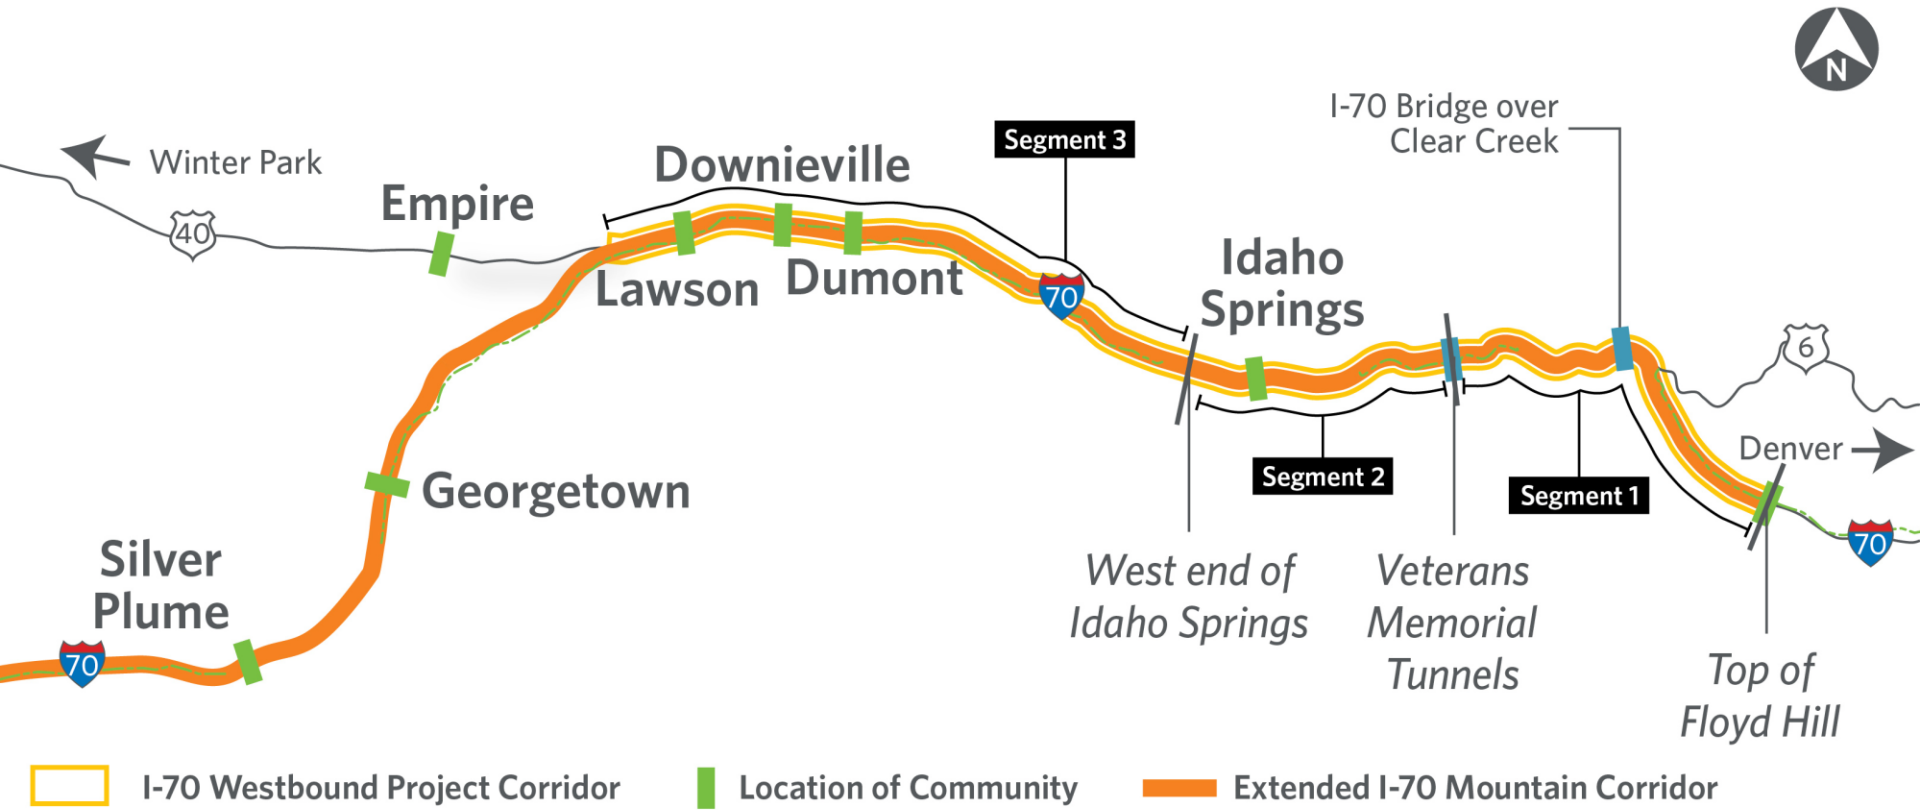 N
I-70 Bridge over
Clear Creek
Segment 3
Winter Park
Downieville
Empire
40
Idaho
Springs
Lawson
Dumont
70
6
Denver
Segment 2
Segment 1
Georgetown
70
West end of
Idaho Springs
Veterans
Memorial
Tunnels
Silver
Plume
70
Top of
Floyd Hill
I-70 Westbound Project Corridor
Location of Community
Extended I-70 Mountain Corridor